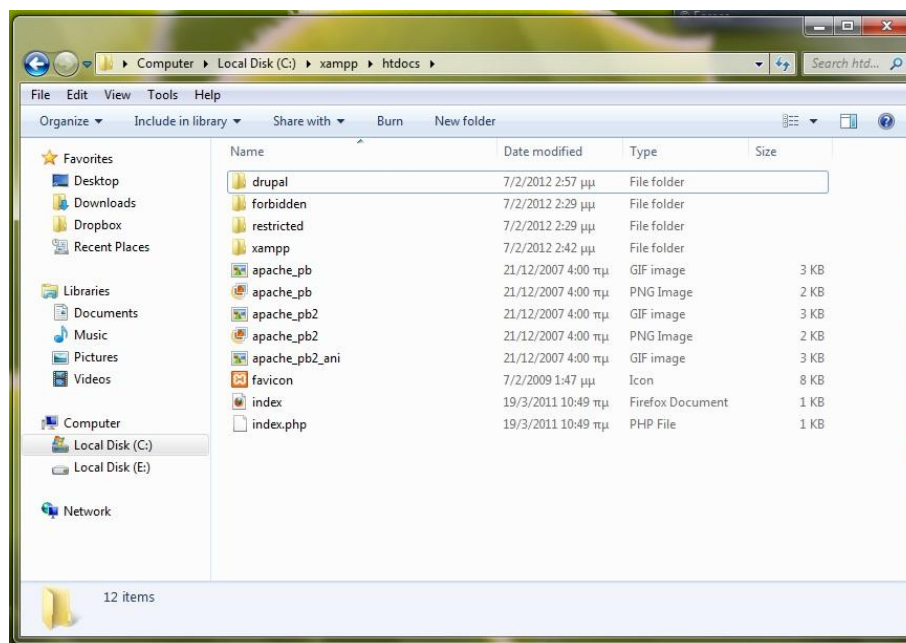 Computer Local Disk (C:) xampp htdocs Search htd...
File Edit View Tools Help
Organize Include in library Share with Burn New folder
Name Date modified Type Size
Favorites
Desktop
Downloads
Dropbox
Recent Places
Libraries
Documents
Music
Pictures
Videos
Computer
Local Disk (C:)
Local Disk (E:)
Network
drupal 7/2/2012 2:57 μμ File folder
forbidden 7/2/2012 2:29 μμ File folder
restricted 7/2/2012 2:29 μμ File folder
xampp 7/2/2012 2:42 μμ File folder
apache_pb 21/12/2007 4:00 πμ GIF image 3 KB
apache_pb 21/12/2007 4:00 πμ PNG Image 2 KB
apache_pb2 21/12/2007 4:00 πμ GIF image 3 KB
apache_pb2 21/12/2007 4:00 πμ PNG Image 2 KB
apache_pb2_ani 21/12/2007 4:00 πμ GIF image 3 KB
favicon 7/2/2009 1:47 μμ Icon 8 KB
index 19/3/2011 10:49 πμ Firefox Document 1 KB
index.php 19/3/2011 10:49 πμ PHP File 1 KB
12 items